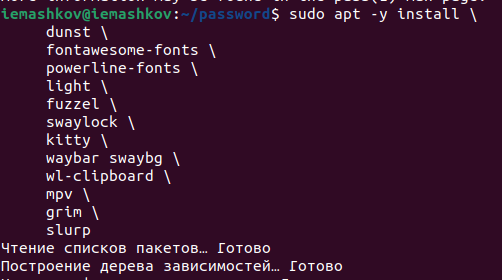 iemashkov@iemashkov:~/password$ sudo apt -y install \
dunst \
fontawesome-fonts \
powerline-fonts \
light \
fuzzel \
swaylock \
kitty \
waybar swaybg \
wl-clipboard \
mpv \
grim \
slurp
Чтение списков пакетов… Готово
Построение дерева зависимостей… Готово